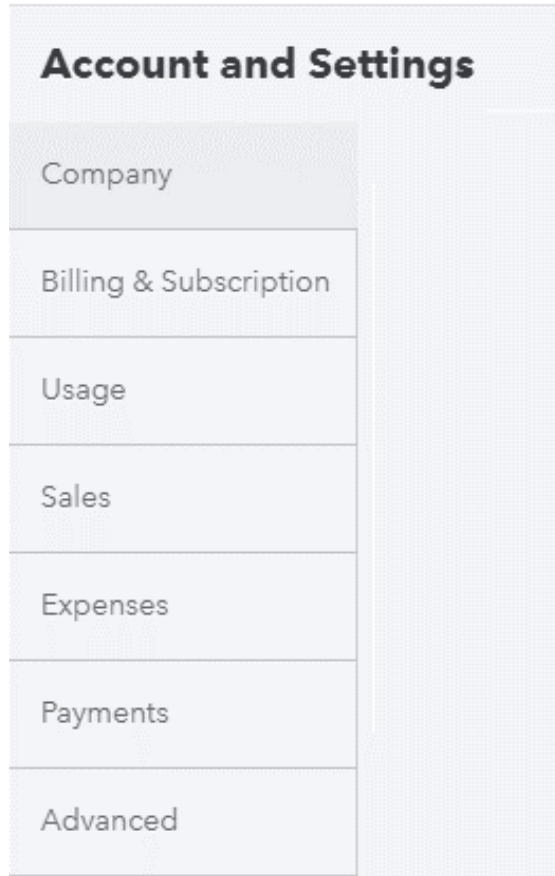 Account and Settings
Company
Billing & Subscription
Usage
Sales
Expenses
Payments
Advanced